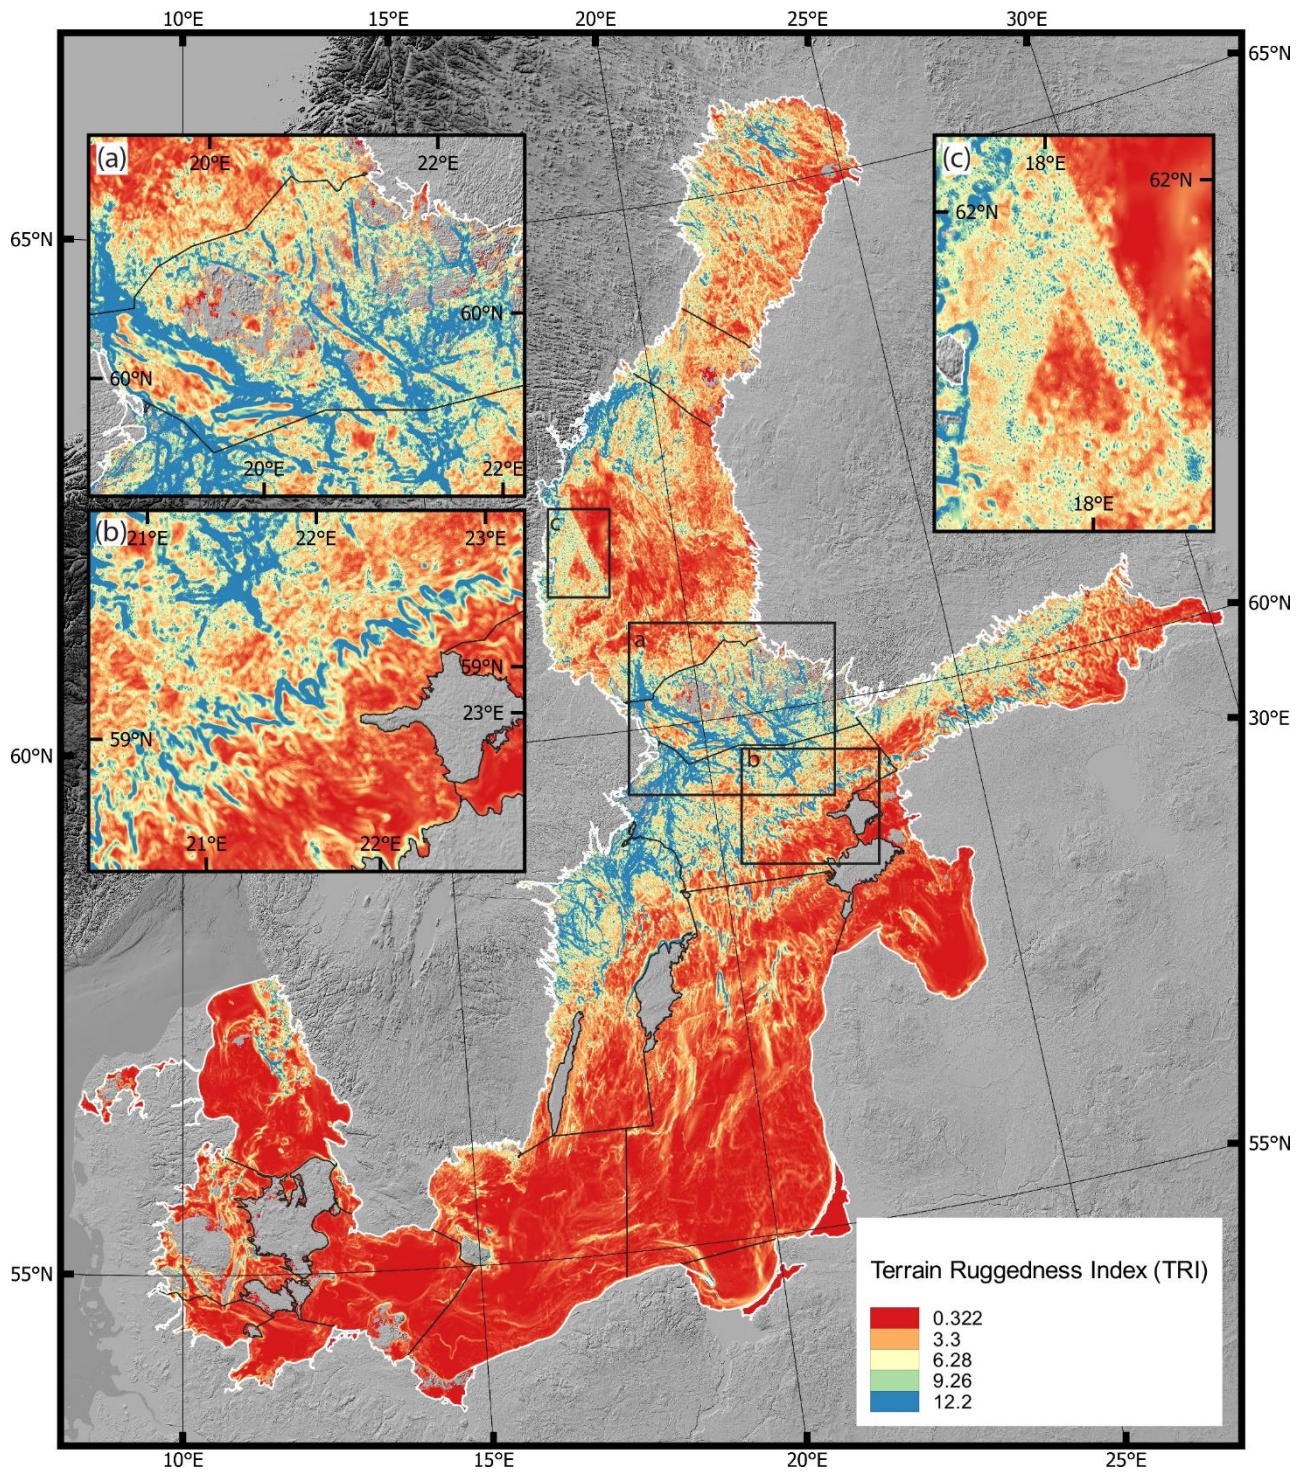 10°E 15°E 20°E 25°E 30°E
65°N
65°N
60°N
60°N
30°E
55°N
55°N
10°E 15°E 20°E 25°E
(a)
20°E 22°E
60°N
60°N
20°E 22°E
(b)
21°E 22°E 23°E
59°N
23°E
59°N
21°E 22°E
(c)
18°E
62°N
62°N
18°E
c
a
b
Terrain Ruggedness Index (TRI)
0.322
3.3
6.28
9.26
12.2